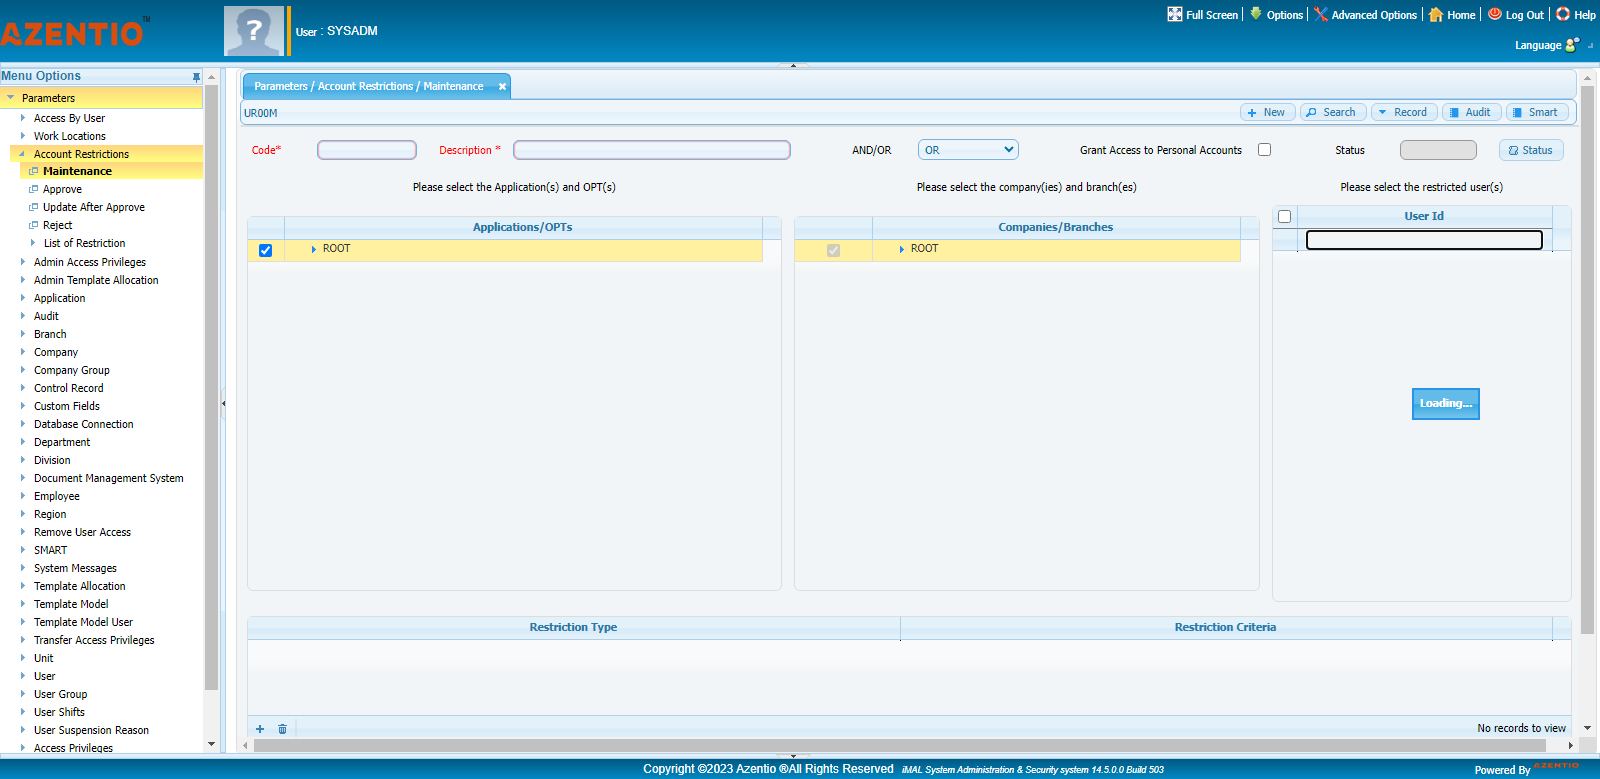 AZENTIO™
?
User : SYSADM
Full Screen
Options
Advanced Options
Home
Log Out
Help
Language
Menu Options
Parameters
Access By User
Work Locations
Account Restrictions
Maintenance
Approve
Update After Approve
Reject
List of Restriction
Admin Access Privileges
Admin Template Allocation
Application
Audit
Branch
Company
Company Group
Control Record
Custom Fields
Database Connection
Department
Division
Document Management System
Employee
Region
Remove User Access
SMART
System Messages
Template Allocation
Template Model
Template Model User
Transfer Access Privileges
Unit
User
User Group
User Shifts
User Suspension Reason
Access Privileges
Parameters / Account Restrictions / Maintenance
UR00M
New
Search
Record
Audit
Smart
Code*
Description *
AND/OR
OR
Grant Access to Personal Accounts
Status
Status
Please select the Application(s) and OPT(s)
Please select the company(ies) and branch(es)
Please select the restricted user(s)
Applications/OPTs
ROOT
Companies/Branches
ROOT
User Id
Loading...
Restriction Type
Restriction Criteria
No records to view
Copyright ©2023 Azentio ®All Rights Reserved iMAL System Administration & Security system 14.5.0.0 Build 503
Powered By AZENTIO